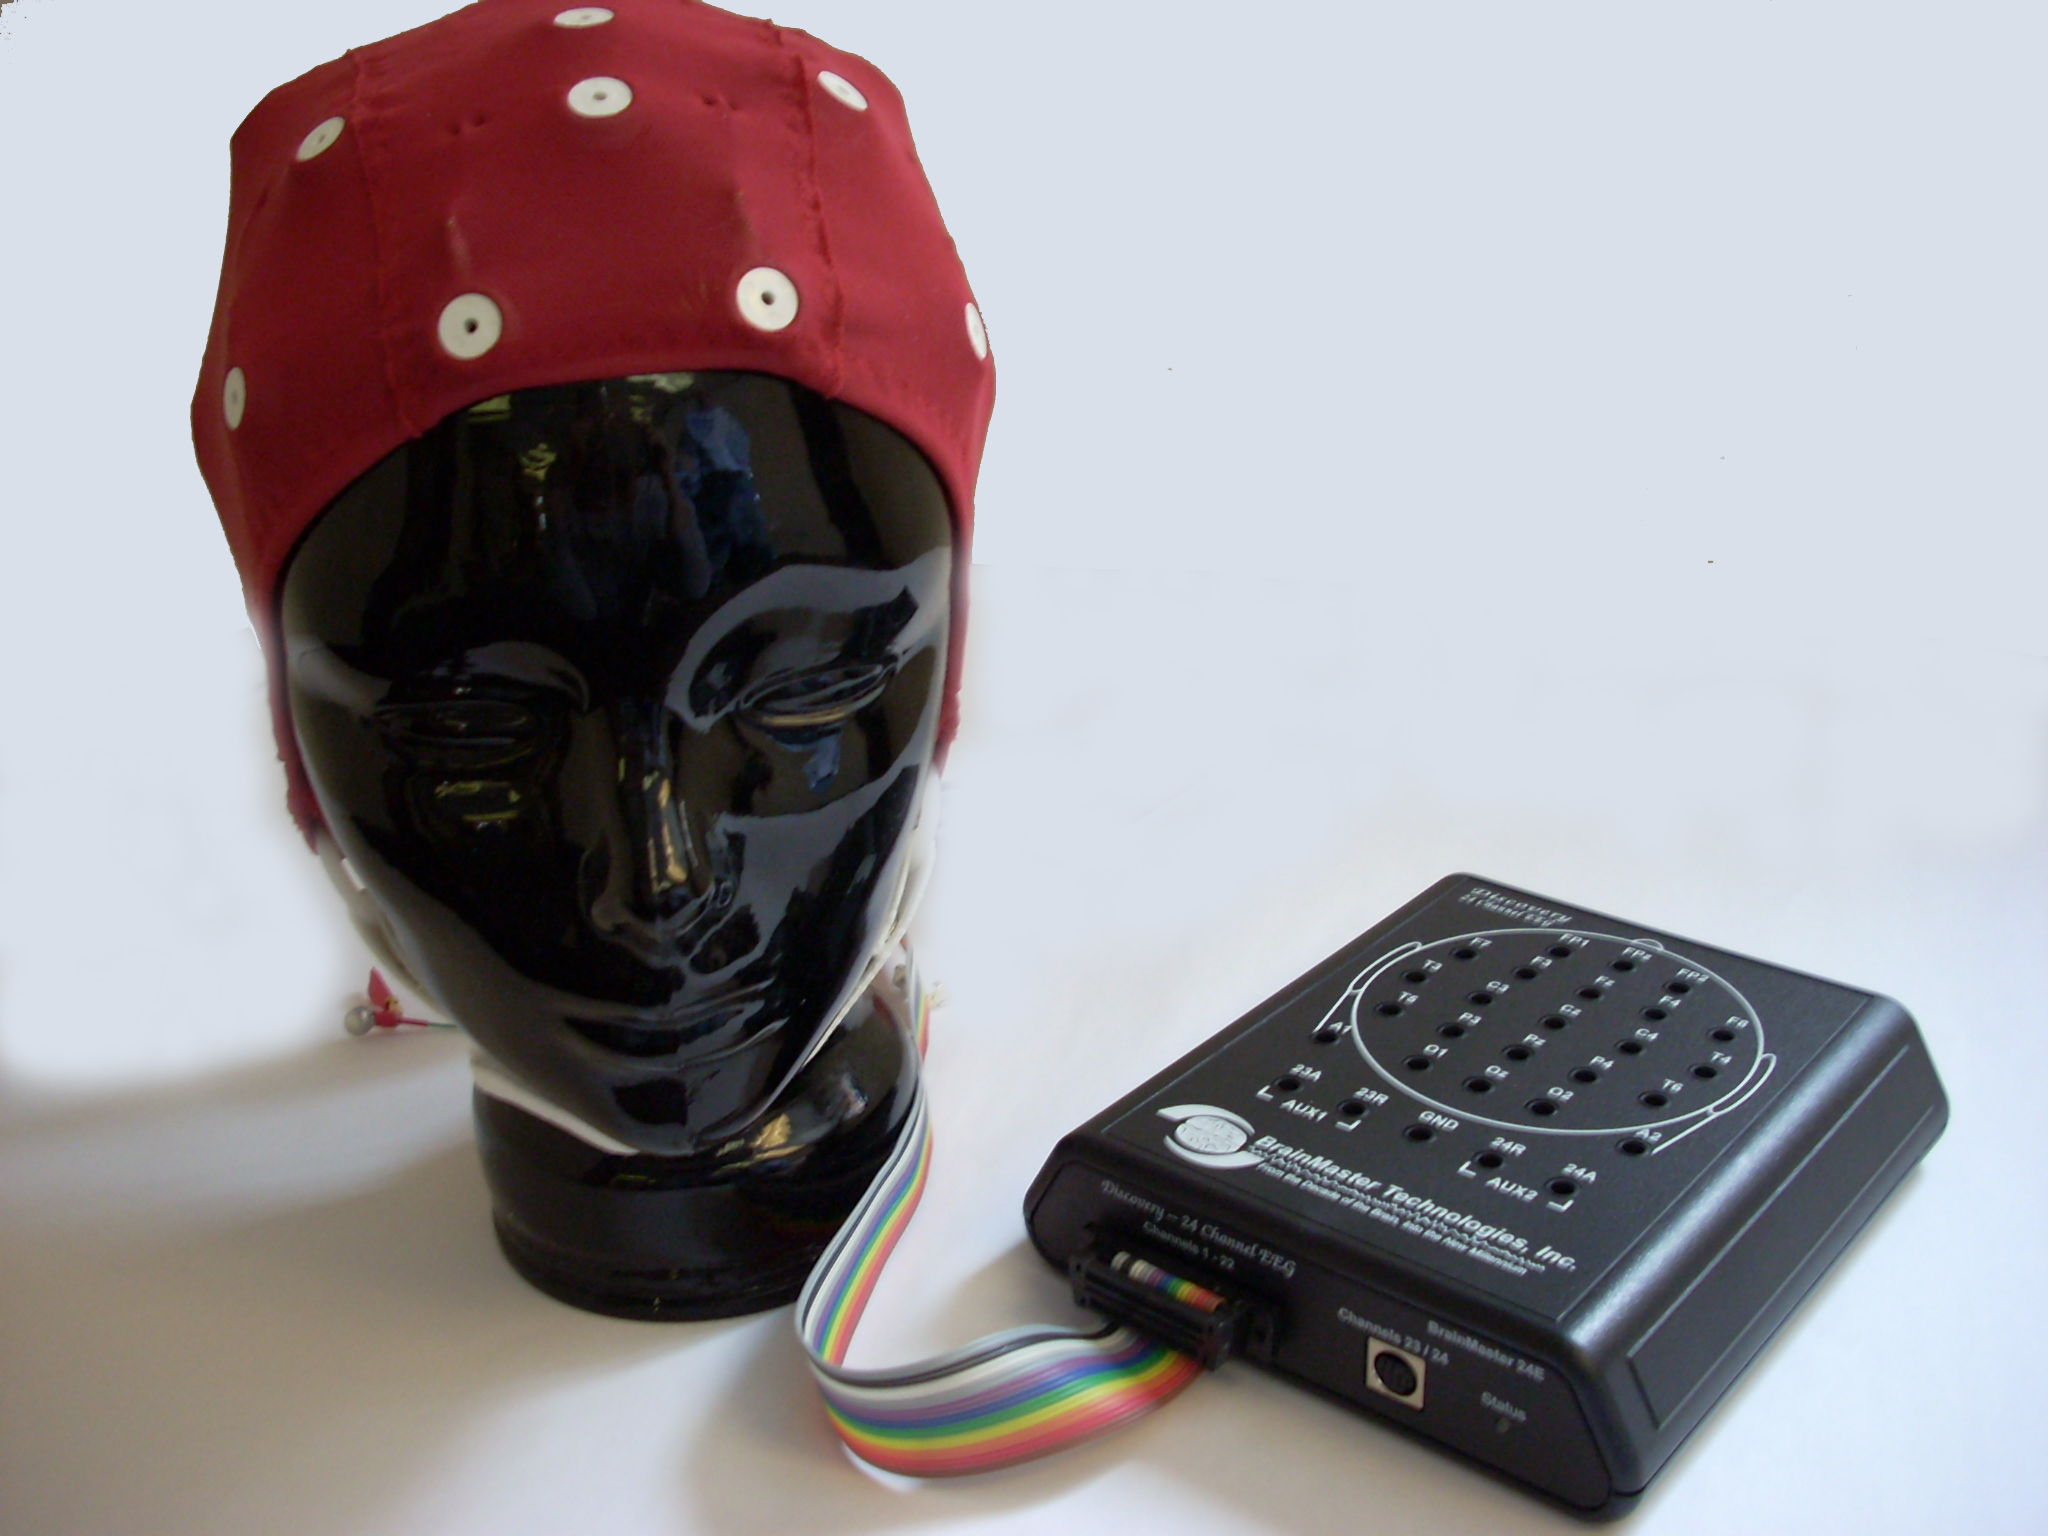 Discovery
24 Channel EEG
FP1 FPz FP2
F7 F3 Fz F4 F8
T3 C3 Cz C4 T4
T5 P3 Pz P4 T6
A1 O1 Oz O2 A2
23A 23R GND 24R 24A
AUX1 AUX2
BrainMaster Technologies, Inc.
From the Decade of the Brain, into the New Millennium
Discovery - 24 Channel EEG
Channels 1 - 22
Channels 23 / 24
BrainMaster 24E
Status